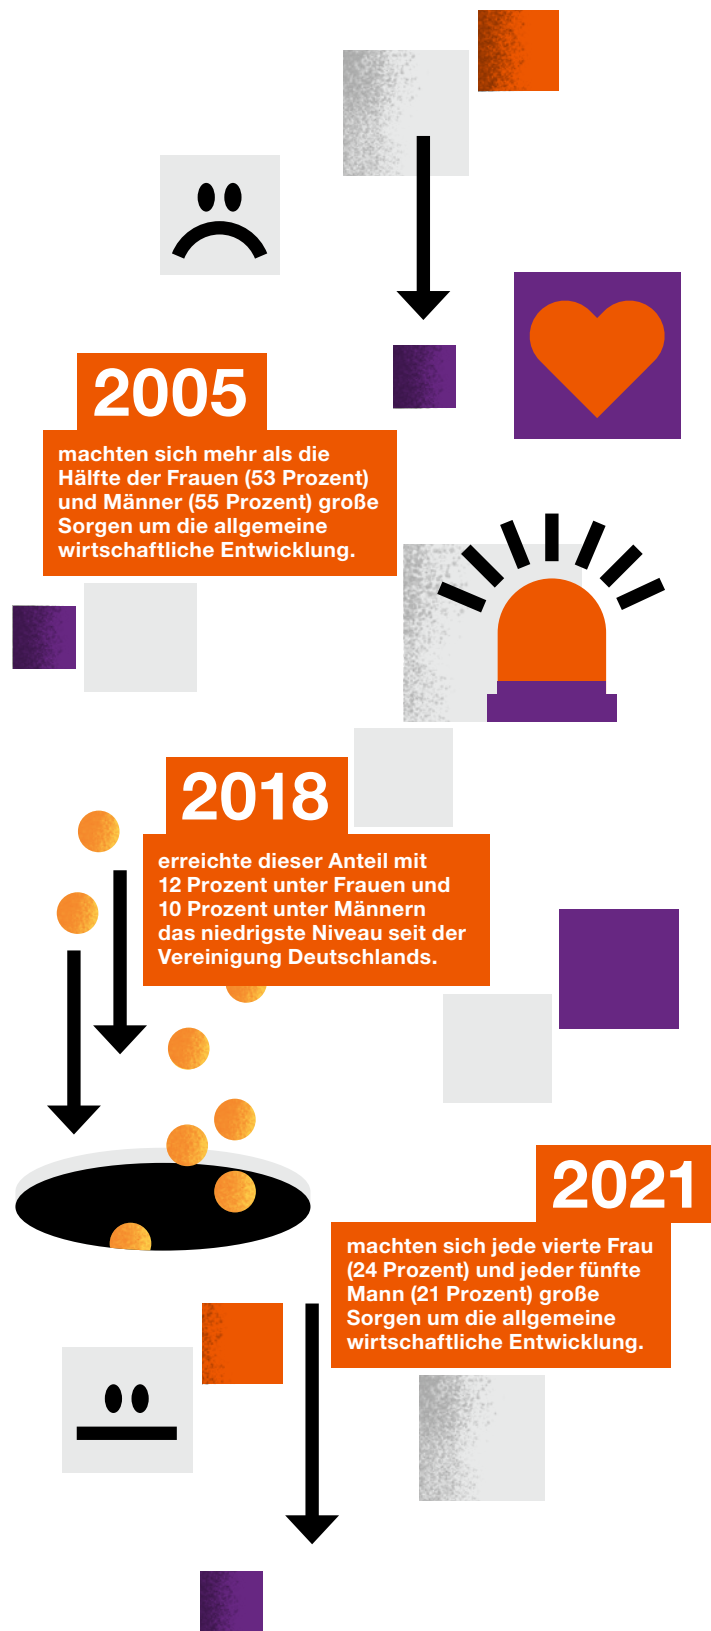 2005
machten sich mehr als die
Hälfte der Frauen (53 Prozent)
und Männer (55 Prozent) große
Sorgen um die allgemeine
wirtschaftliche Entwicklung.
2018
erreichte dieser Anteil mit
12 Prozent unter Frauen und
10 Prozent unter Männern
das niedrigste Niveau seit der
Vereinigung Deutschlands.
2021
machten sich jede vierte Frau
(24 Prozent) und jeder fünfte
Mann (21 Prozent) große
Sorgen um die allgemeine
wirtschaftliche Entwicklung.